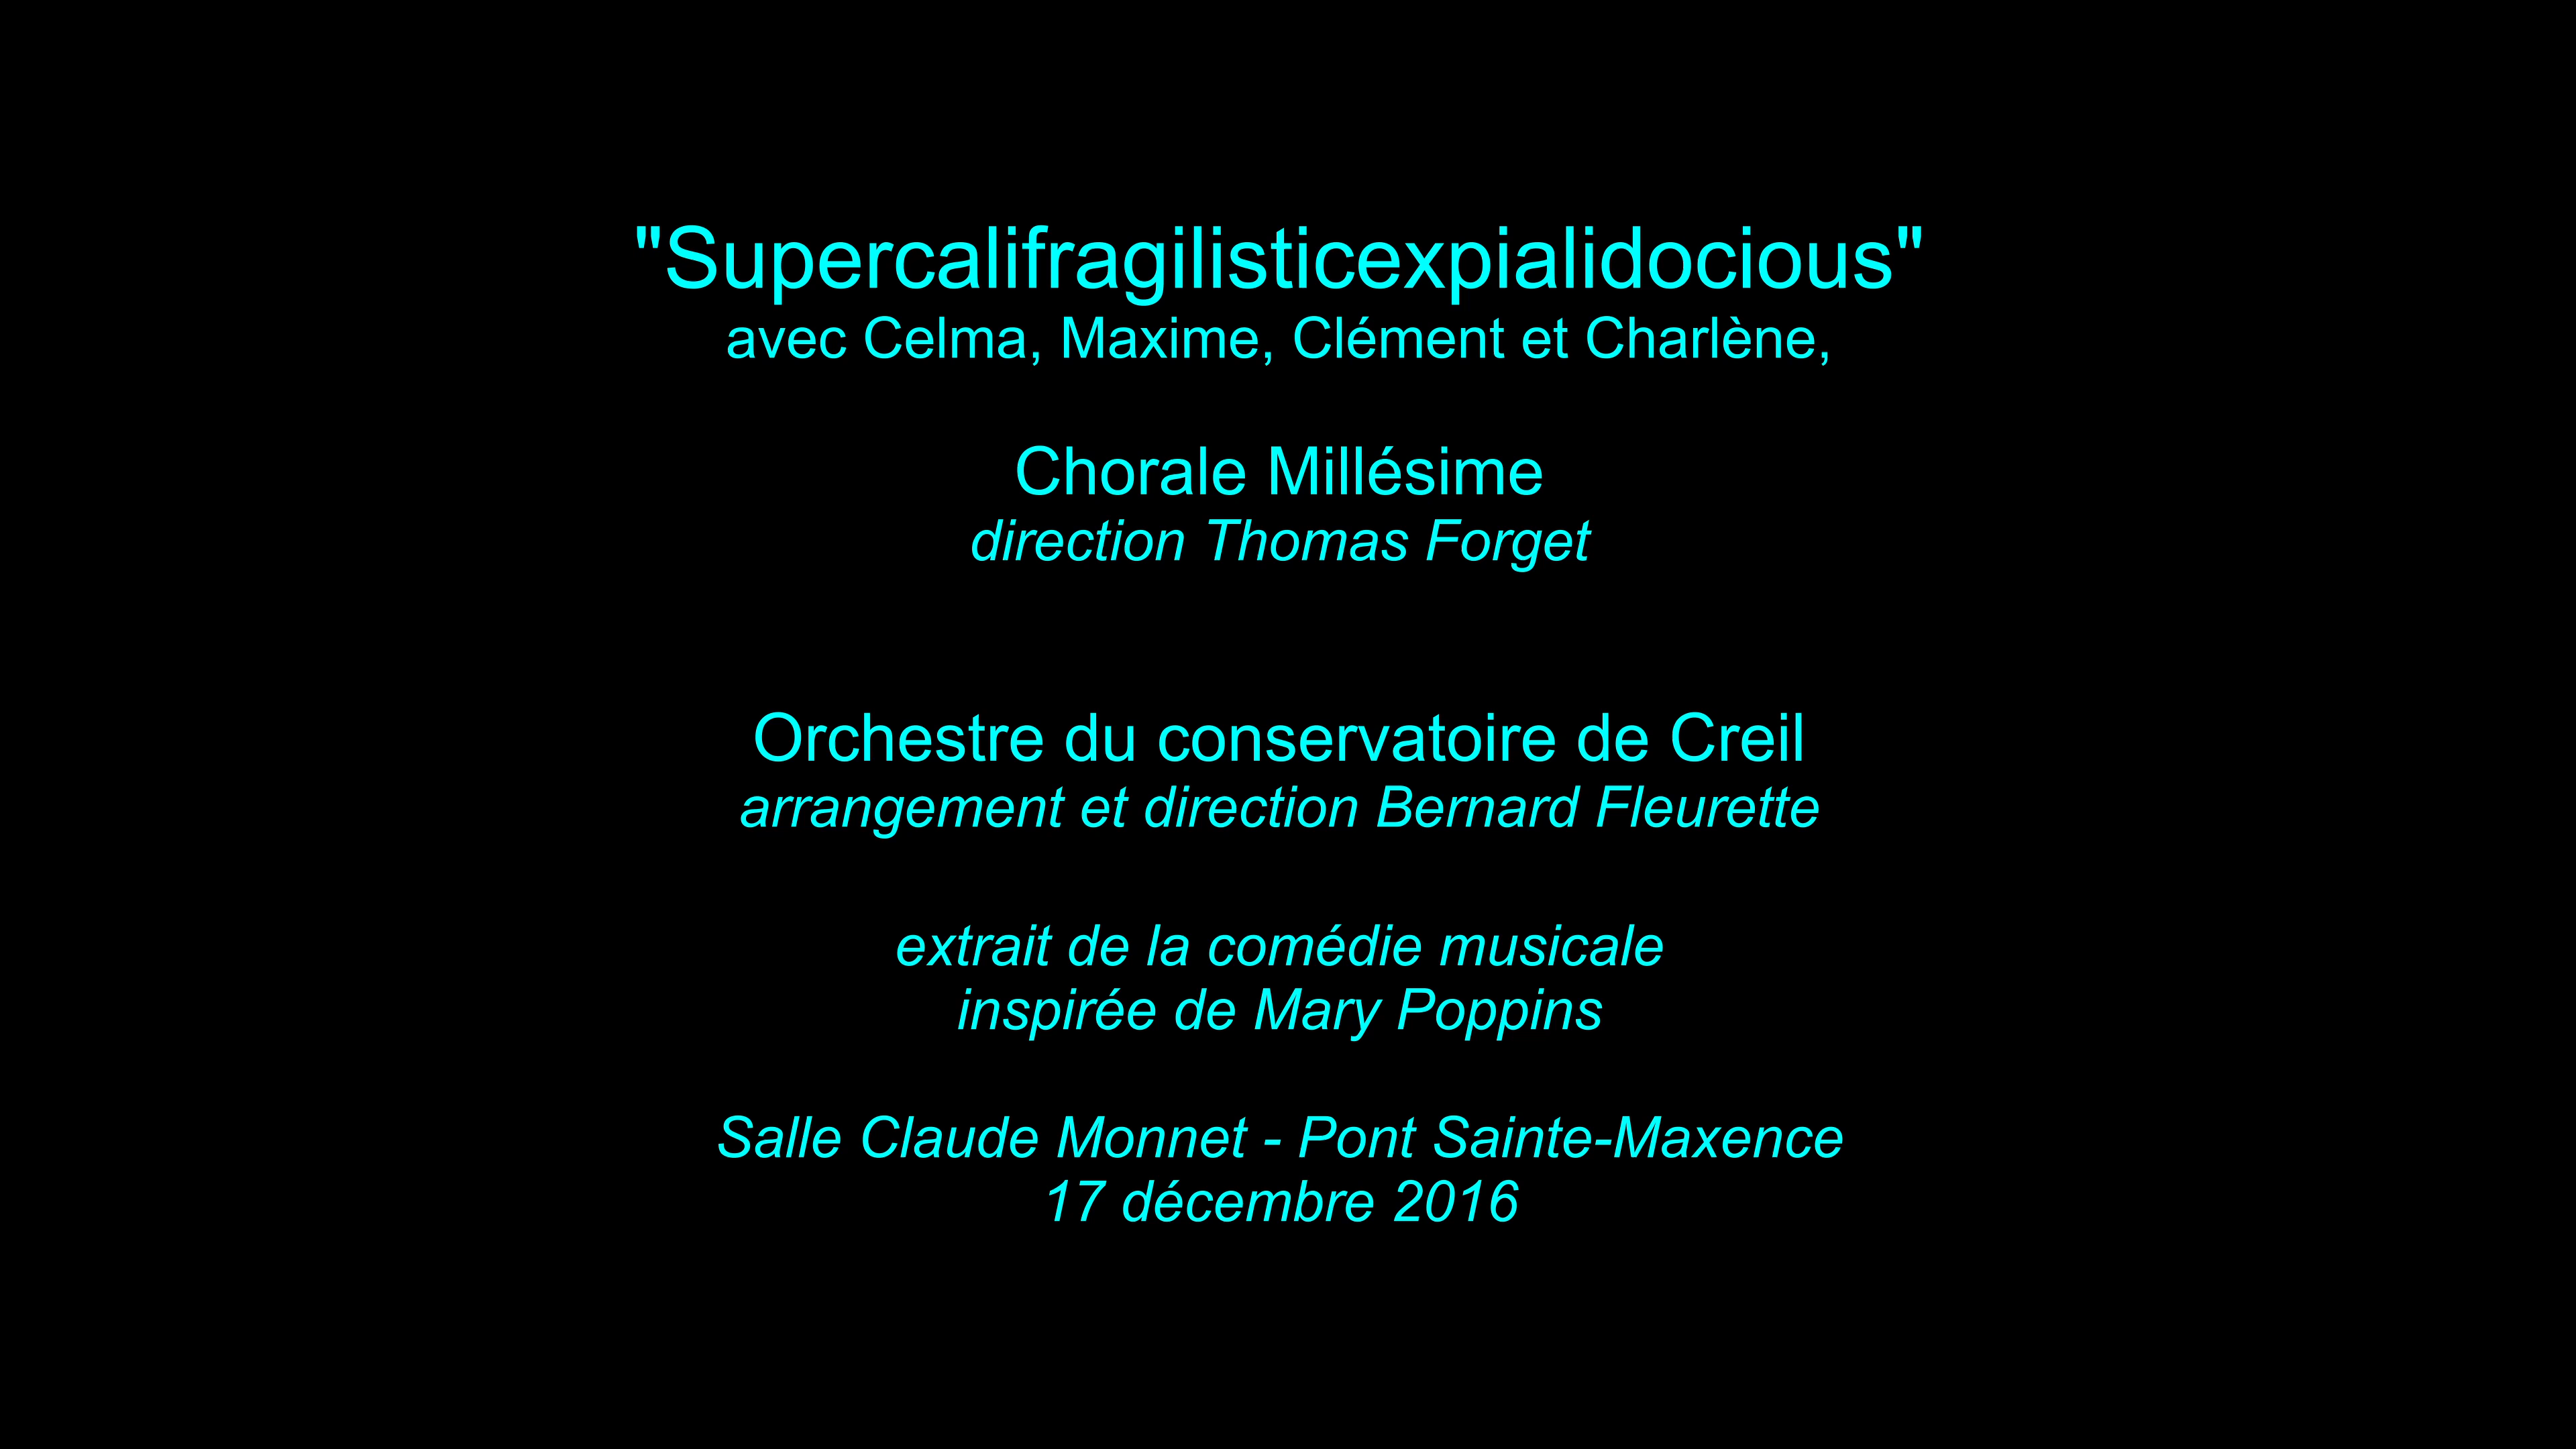 "Supercalifragilisticexpialidocious"
avec Celma, Maxime, Clément et Charlène,
Chorale Millésime
direction Thomas Forget
Orchestre du conservatoire de Creil
arrangement et direction Bernard Fleurette
extrait de la comédie musicale
inspirée de Mary Poppins
Salle Claude Monnet - Pont Sainte-Maxence
17 décembre 2016